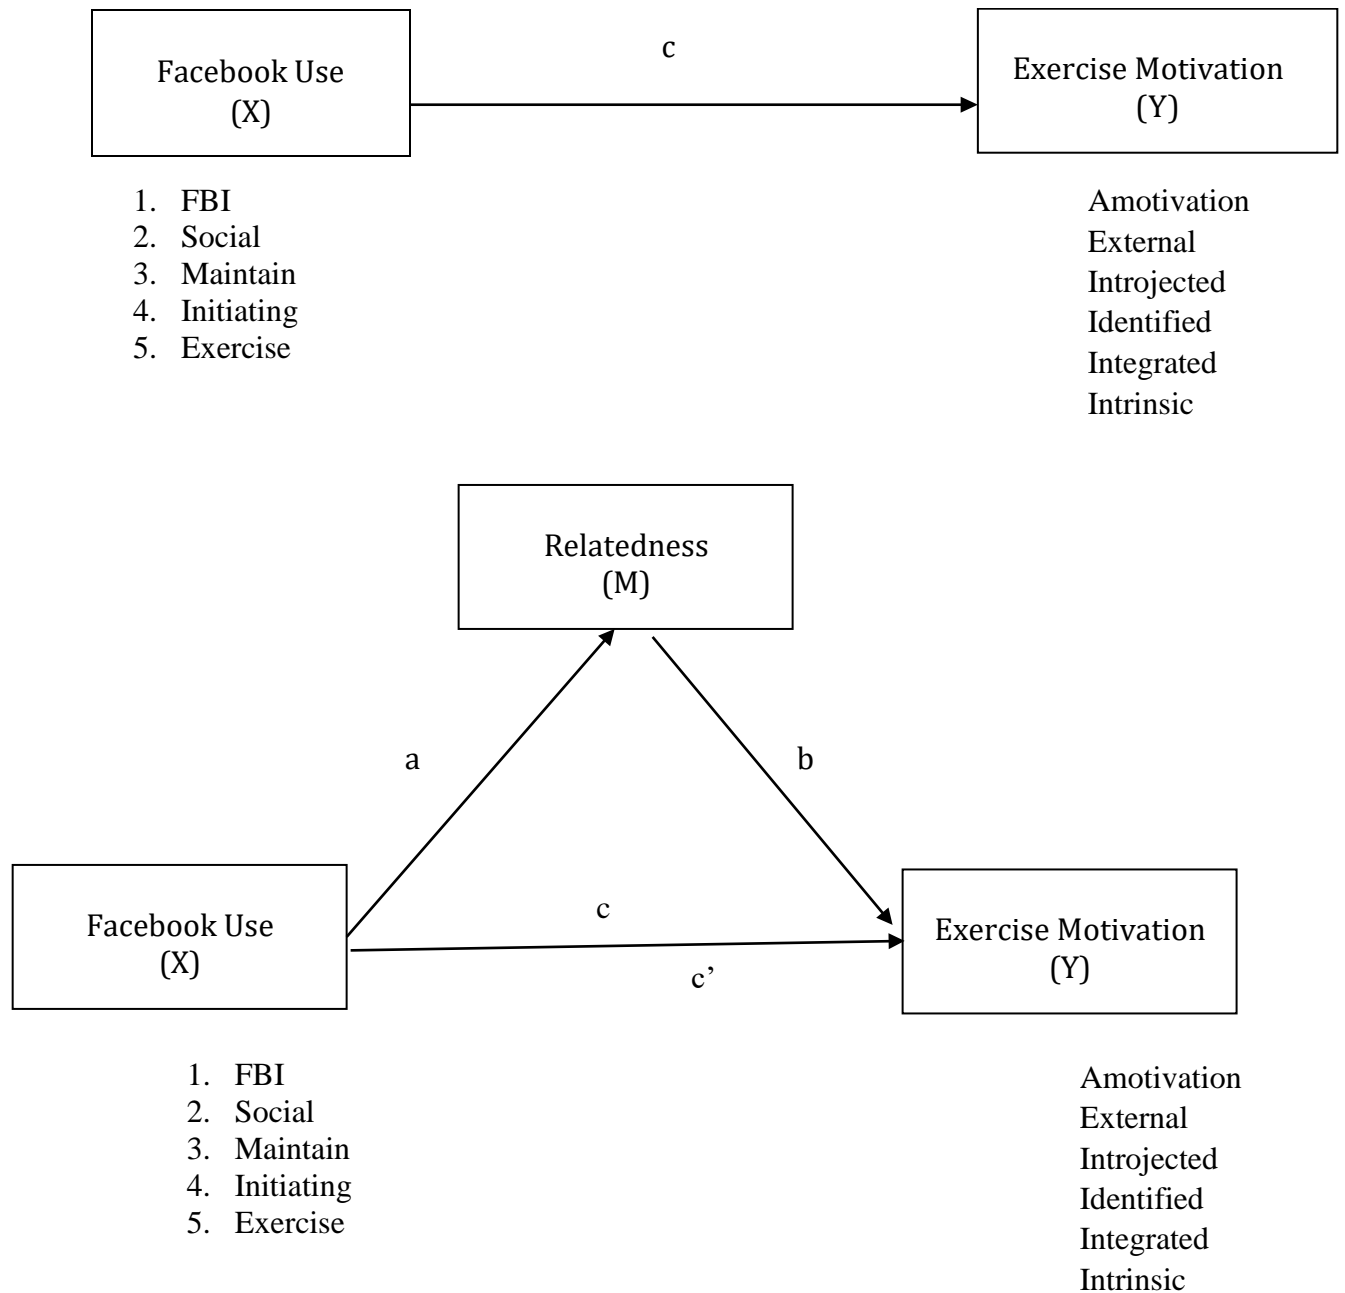 c
Facebook Use
(X)
Exercise Motivation
(Y)
1. FBI
2. Social
3. Maintain
4. Initiating
5. Exercise
Amotivation
External
Introjected
Identified
Integrated
Intrinsic
Relatedness
(M)
a
b
c
Facebook Use
(X)
Exercise Motivation
(Y)
c’
1. FBI
2. Social
3. Maintain
4. Initiating
5. Exercise
Amotivation
External
Introjected
Identified
Integrated
Intrinsic